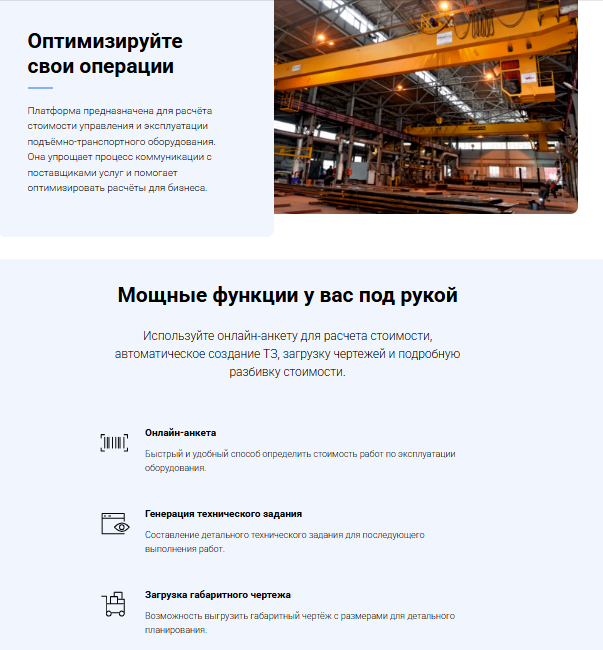 Оптимизируйте
свои операции
Платформа предназначена для расчёта
стоимости управления и эксплуатации
подъёмно-транспортного оборудования.
Она упрощает процесс коммуникации с
поставщиками услуг и помогает
оптимизировать расчёты для бизнеса.
Мощные функции у вас под рукой
Используйте онлайн-анкету для расчета стоимости,
автоматическое создание ТЗ, загрузку чертежей и подробную
разбивку стоимости.
Онлайн-анкета
Быстрый и удобный способ определить стоимость работ по эксплуатации
оборудования.
Генерация технического задания
Составление детального технического задания для последующего
выполнения работ.
Загрузка габаритного чертежа
Возможность выгрузить габаритный чертёж с размерами для детального
планирования.